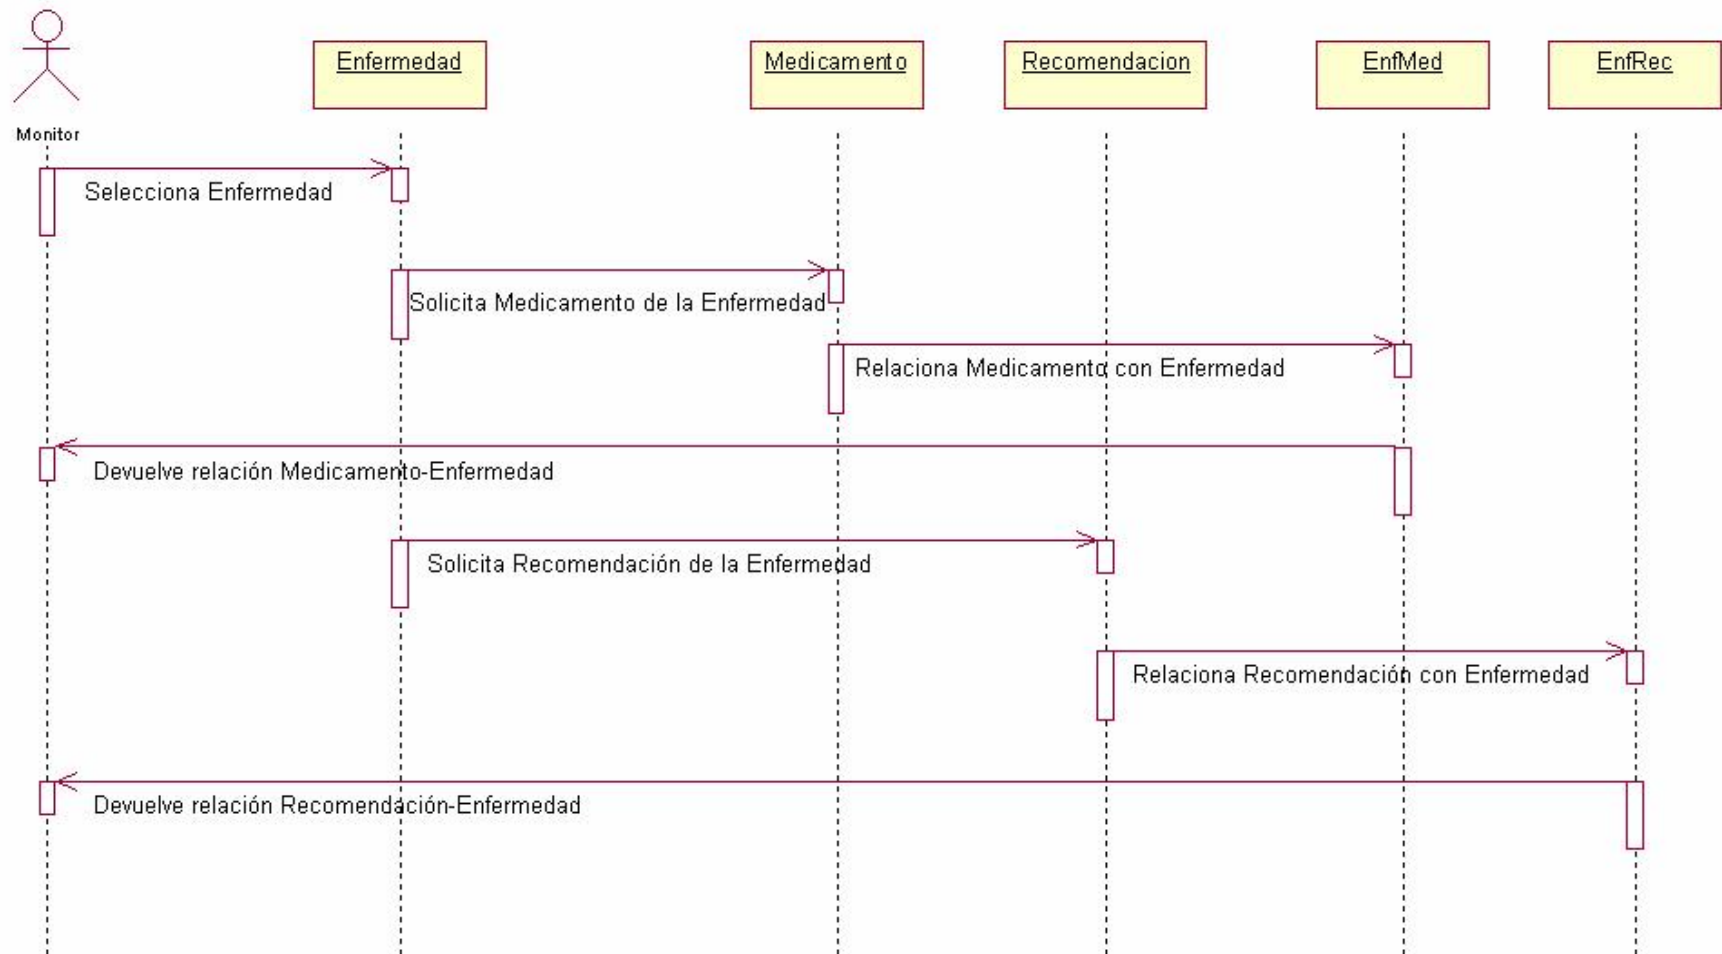 Enfermedad
Medicamento
Recomendacion
EnfMed
EnfRec
Monitor
Selecciona Enfermedad
Solicita Medicamento de la Enfermedad
Relaciona Medicamento con Enfermedad
Devuelve relación Medicamento-Enfermedad
Solicita Recomendación de la Enfermedad
Relaciona Recomendación con Enfermedad
Devuelve relación Recomendación-Enfermedad